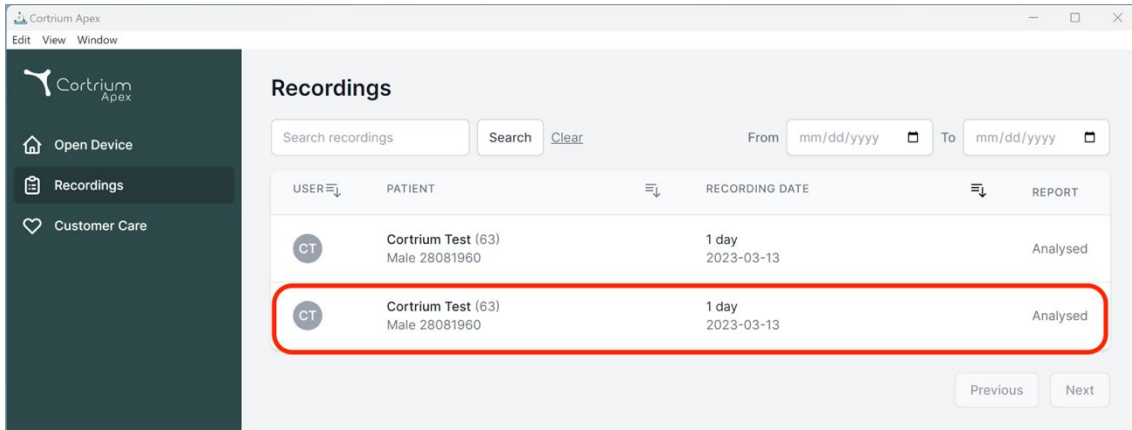 Cortrium Apex
Edit View Window
Cortrium
Apex
Open Device
Recordings
Customer Care
Recordings
Search recordings Search Clear From mm/dd/yyyy To mm/dd/yyyy
USER PATIENT RECORDING DATE REPORT
CT Cortrium Test (63) 1 day Analysed
Male 28081960 2023-03-13
CT Cortrium Test (63) 1 day Analysed
Male 28081960 2023-03-13
Previous Next